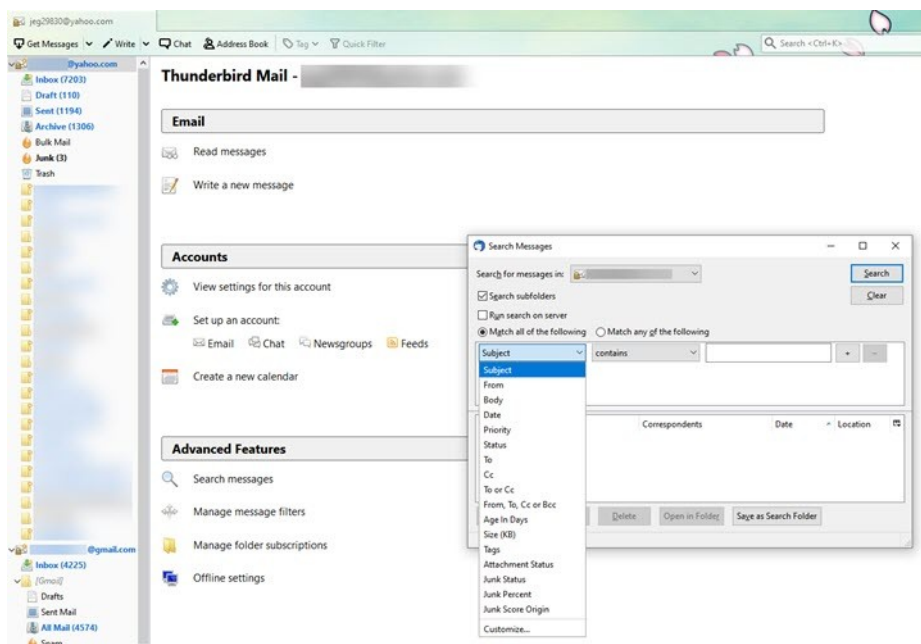 jeg29830@yahoo.com
Get Messages Write Chat Address Book Tag Quick Filter Search <Ctrl+K>
@yahoo.com
Inbox (7203)
Draft (110)
Sent (1194)
Archive (1306)
Bulk Mail
Junk (3)
Trash
@gmail.com
Inbox (4225)
[Gmail]
Drafts
Sent Mail
All Mail (4574)
Spam
Thunderbird Mail -
Email
Read messages
Write a new message
Accounts
View settings for this account
Set up an account:
Email Chat Newsgroups Feeds
Create a new calendar
Advanced Features
Search messages
Manage message filters
Manage folder subscriptions
Offline settings
Search Messages
Search for messages in: Search
Search subfolders Clear
Run search on server
Match all of the following Match any of the following
Subject contains + -
Subject
From
Body
Date
Priority
Status
To
Cc
To or Cc
From, To, Cc or Bcc
Age In Days
Size (KB)
Tags
Attachment Status
Junk Status
Junk Percent
Junk Score Origin
Customize...
Correspondents Date Location
Delete Open in Folder Save as Search Folder